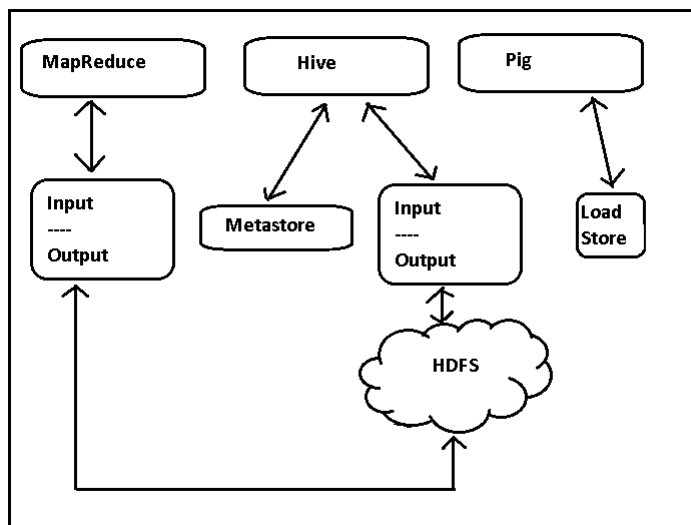 MapReduce
Hive
Pig
Input
----
Output
Metastore
Input
----
Output
Load
Store
HDFS